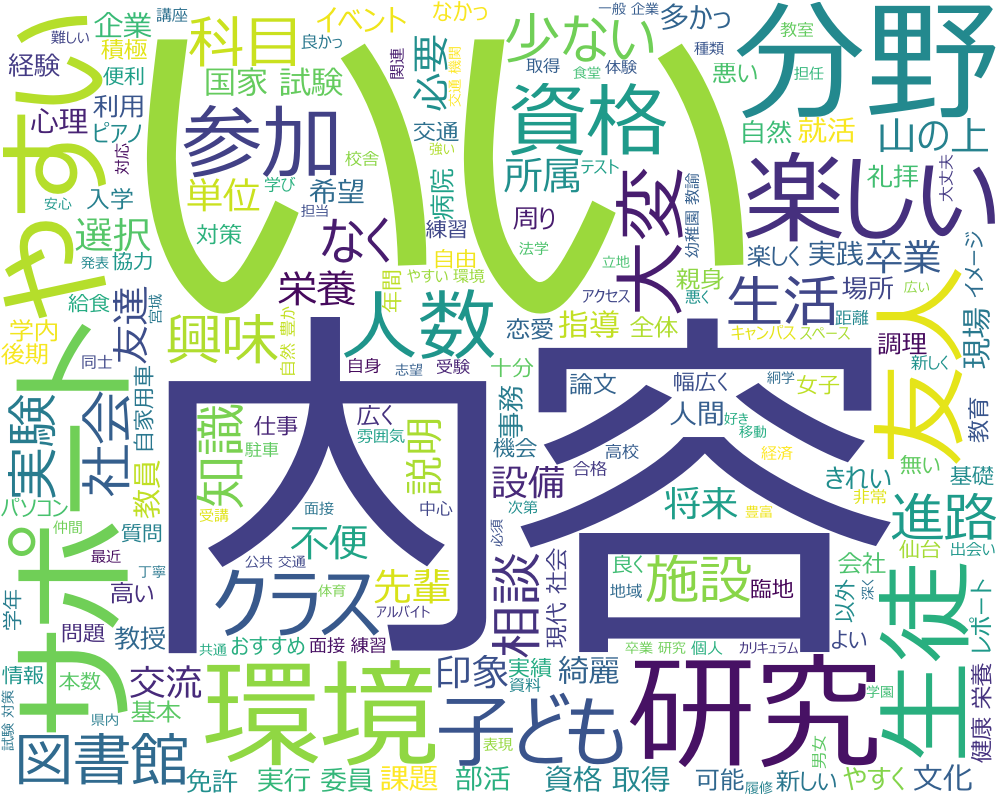 内容
いい
分野
やすい
楽しい
友人
生徒
研究
環境
サポート
子ども
図書館
実験
社会
人数
参加
資格
科目
少ない
大変
生活
興味
クラス
施設
進路
相談
知識
説明
必要
国家 試験
単位
選択
友達
栄養
なく
所属
希望
病院
指導
山の上
卒業
実践
場所
親身
設備
将来
不便
先輩
印象
綺麗
交流
基本
教授
教員
現場
調理
人間
幅広く
論文
事務
機会
恋愛
全体
企業
積極
経験
便利
利用
心理
ピアノ
対応
入学
安心
発表
協力
給食
宮城
学内
後期
同士
自家用車
パソコン
仲間
質問
最近
丁寧
高い
学年
問題
情報
本数
県内
試験 対策
共通
おすすめ
面接 練習
アルバイト
体育
公共 交通
中心
面接
受講
駐車
仕事
広く
雰囲気
自身
志望
受験
十分
自然 豊か
年間
やすい 環境
自由
練習
周り
法学
立地
アクセス
悪く
幼稚園 教諭
テスト
体験
食堂
取得
交通 機関
強い
交通
関連
校舎
学び
担当
対策
良かっ
イベント
なかっ
講座
難しい
一般 企業
種類
多かっ
悪い
教室
担任
自然
就活
礼拝
大丈夫
楽しく
イメージ
広い
距離
キャンパス スペース
新しく
女子
好き
移動
経済
高校
合格
次第
必須
豊富
非常
きれい
無い
教育
基礎
仙台
出会い
会社
以外
深く
よい
レポート
臨地
良く
地域
現代 社会
卒業 研究
個人
カリキュラム
学園
健康 栄養
文化
やすく
新しい
履修
男女
可能
資格 取得
表現
資料
実績
部活
課題
実行 委員
免許